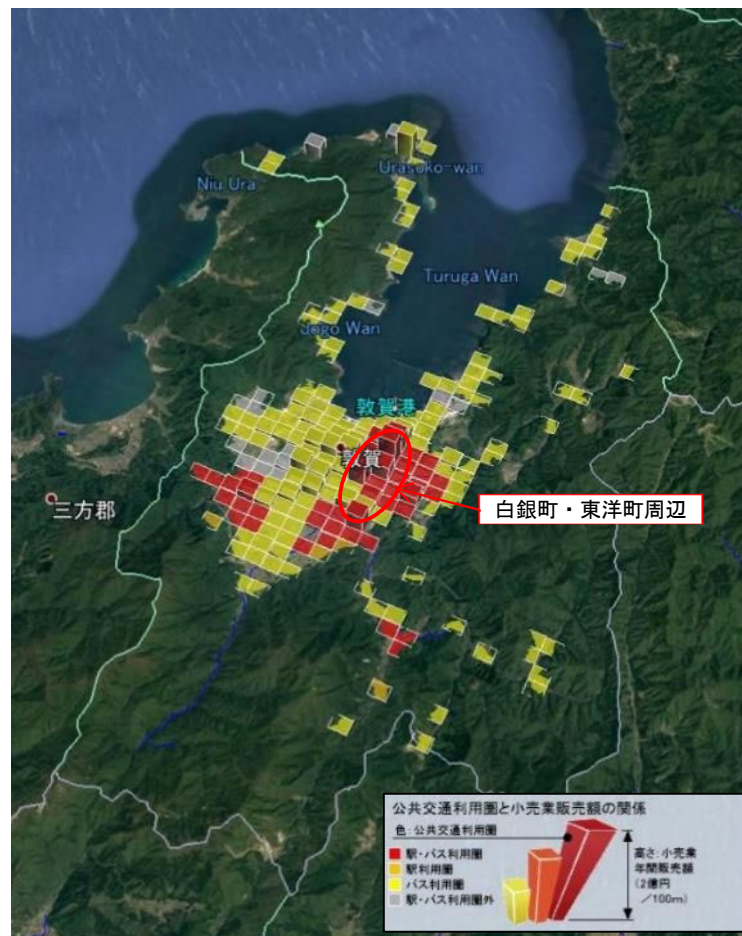 Urasoko-wan
Niu Ura
Turuga Wan
Jogo Wan
敦賀港
敦賀
三方郡
白銀町・東洋町周辺
公共交通利用圏と小売業販売額の関係
色:公共交通利用圏
駅・バス利用圏
駅利用圏
バス利用圏
駅・バス利用圏外
高さ:小売業
年間販売額
(2億円
/100m)